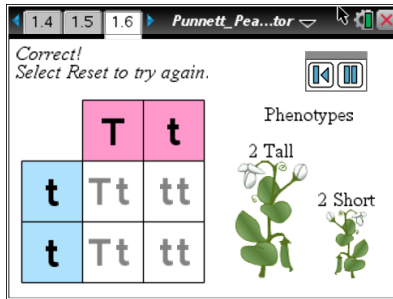 1.4 1.5 1.6 Punnett_Pea...tor
Correct!
Select Reset to try again.
Phenotypes
T t
2 Tall
t Tt tt
2 Short
t Tt tt